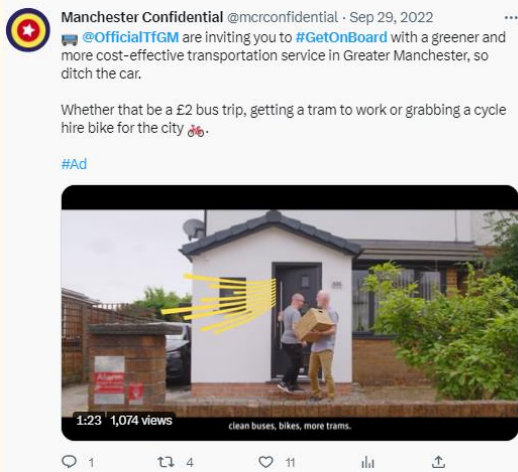 Manchester Confidential @mcrconfidential · Sep 29, 2022
@OfficialTfGM are inviting you to #GetOnBoard with a greener and
more cost-effective transportation service in Greater Manchester, so
ditch the car.
Whether that be a £2 bus trip, getting a tram to work or grabbing a cycle
hire bike for the city 🚲.
#Ad
Alarm
1:23 1,074 views
clean buses, bikes, more trams.
1 4 11